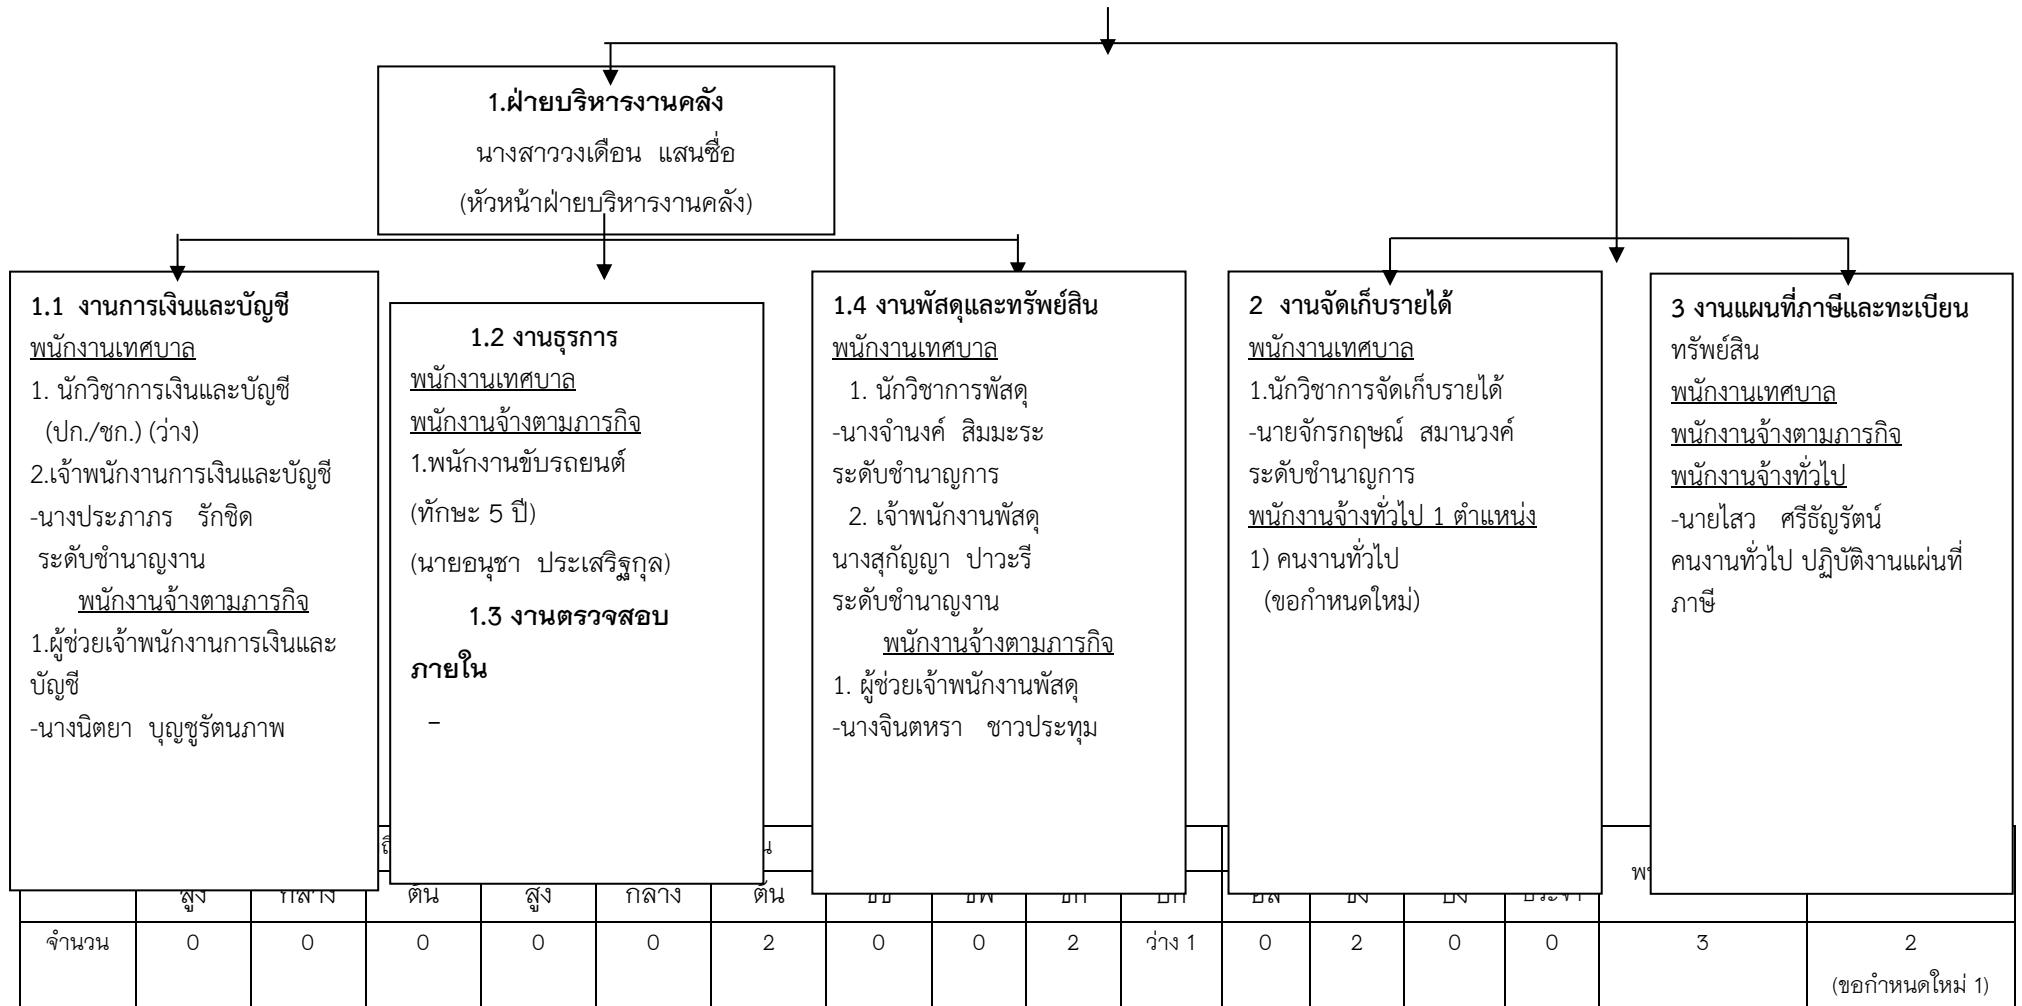 1.ฝ่ายบริหารงานคลัง
นางสาววงเดือน แสนซื่อ
(หัวหน้าฝ่ายบริหารงานคลัง)
1.1 งานการเงินและบัญชี
พนักงานเทศบาล
1. นักวิชาการเงินและบัญชี
(ปก./ชก.) (ว่าง)
2.เจ้าพนักงานการเงินและบัญชี
-นางประภาภร รักชิด
ระดับชำนาญงาน
พนักงานจ้างตามภารกิจ
1.ผู้ช่วยเจ้าพนักงานการเงินและ
บัญชี
-นางนิตยา บุญชูรัตนภาพ
1.2 งานธุรการ
พนักงานเทศบาล
พนักงานจ้างตามภารกิจ
1.พนักงานขับรถยนต์
(ทักษะ 5 ปี)
(นายอนุชา ประเสริฐกุล)
1.3 งานตรวจสอบ
ภายใน
–
1.4 งานพัสดุและทรัพย์สิน
พนักงานเทศบาล
1. นักวิชาการพัสดุ
-นางจำนงค์ สิมมะระ
ระดับชำนาญการ
2. เจ้าพนักงานพัสดุ
นางสุกัญญา ปาวะรี
ระดับชำนาญงาน
พนักงานจ้างตามภารกิจ
1. ผู้ช่วยเจ้าพนักงานพัสดุ
-นางจินตหรา ชาวประทุม
2 งานจัดเก็บรายได้
พนักงานเทศบาล
1.นักวิชาการจัดเก็บรายได้
-นายจักรกฤษณ์ สมานวงค์
ระดับชำนาญการ
พนักงานจ้างทั่วไป 1 ตำแหน่ง
1) คนงานทั่วไป
(ขอกำหนดใหม่)
3 งานแผนที่ภาษีและทะเบียน
ทรัพย์สิน
พนักงานเทศบาล
พนักงานจ้างตามภารกิจ
พนักงานจ้างทั่วไป
-นายไสว ศรีธัญรัตน์
คนงานทั่วไป ปฏิบัติงานแผ่นที่
ภาษี
สูง กลาง ต้น สูง กลาง ต้น
จำนวน 0 0 0 0 0 2 0 0 2 ว่าง 1 0 2 0 0 3 2
(ขอกำหนดใหม่ 1)